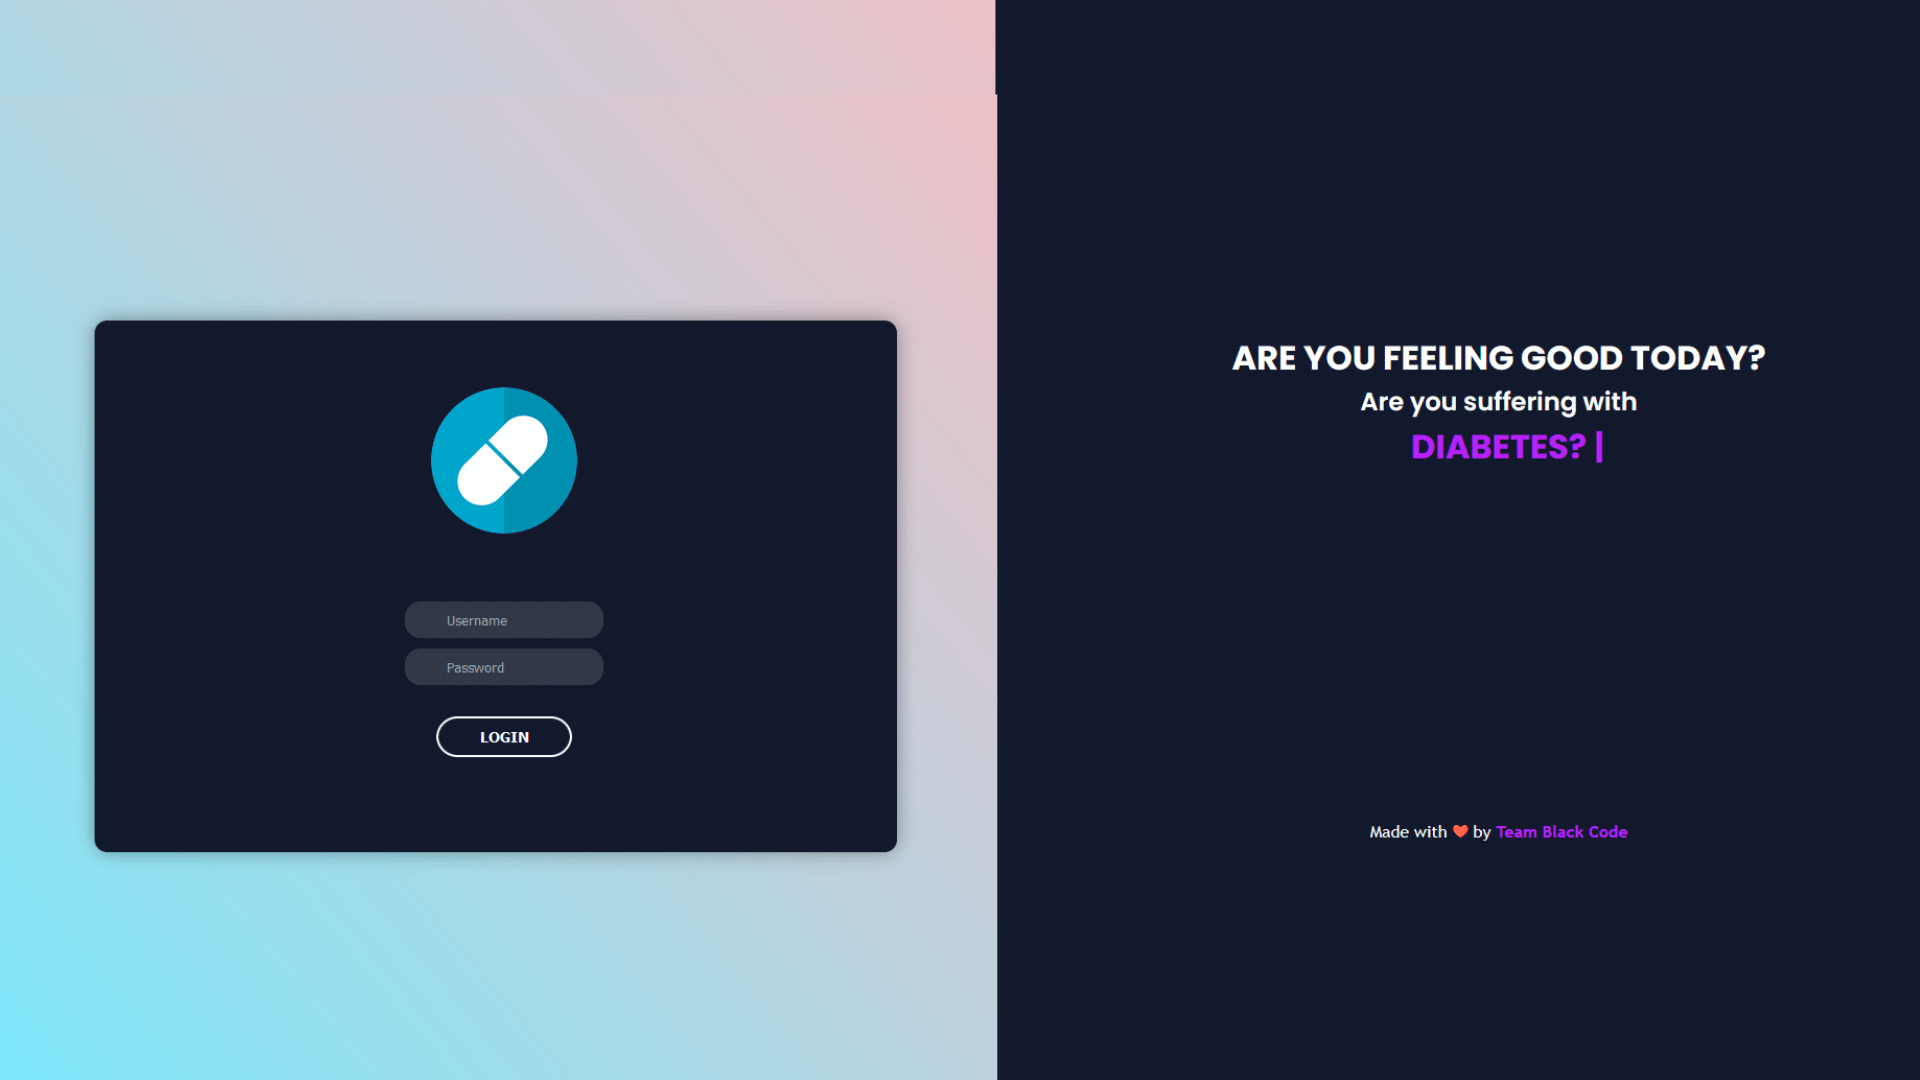 Username
Password
LOGIN
ARE YOU FEELING GOOD TODAY?
Are you suffering with
DIABETES? |
Made with ❤ by Team Black Code